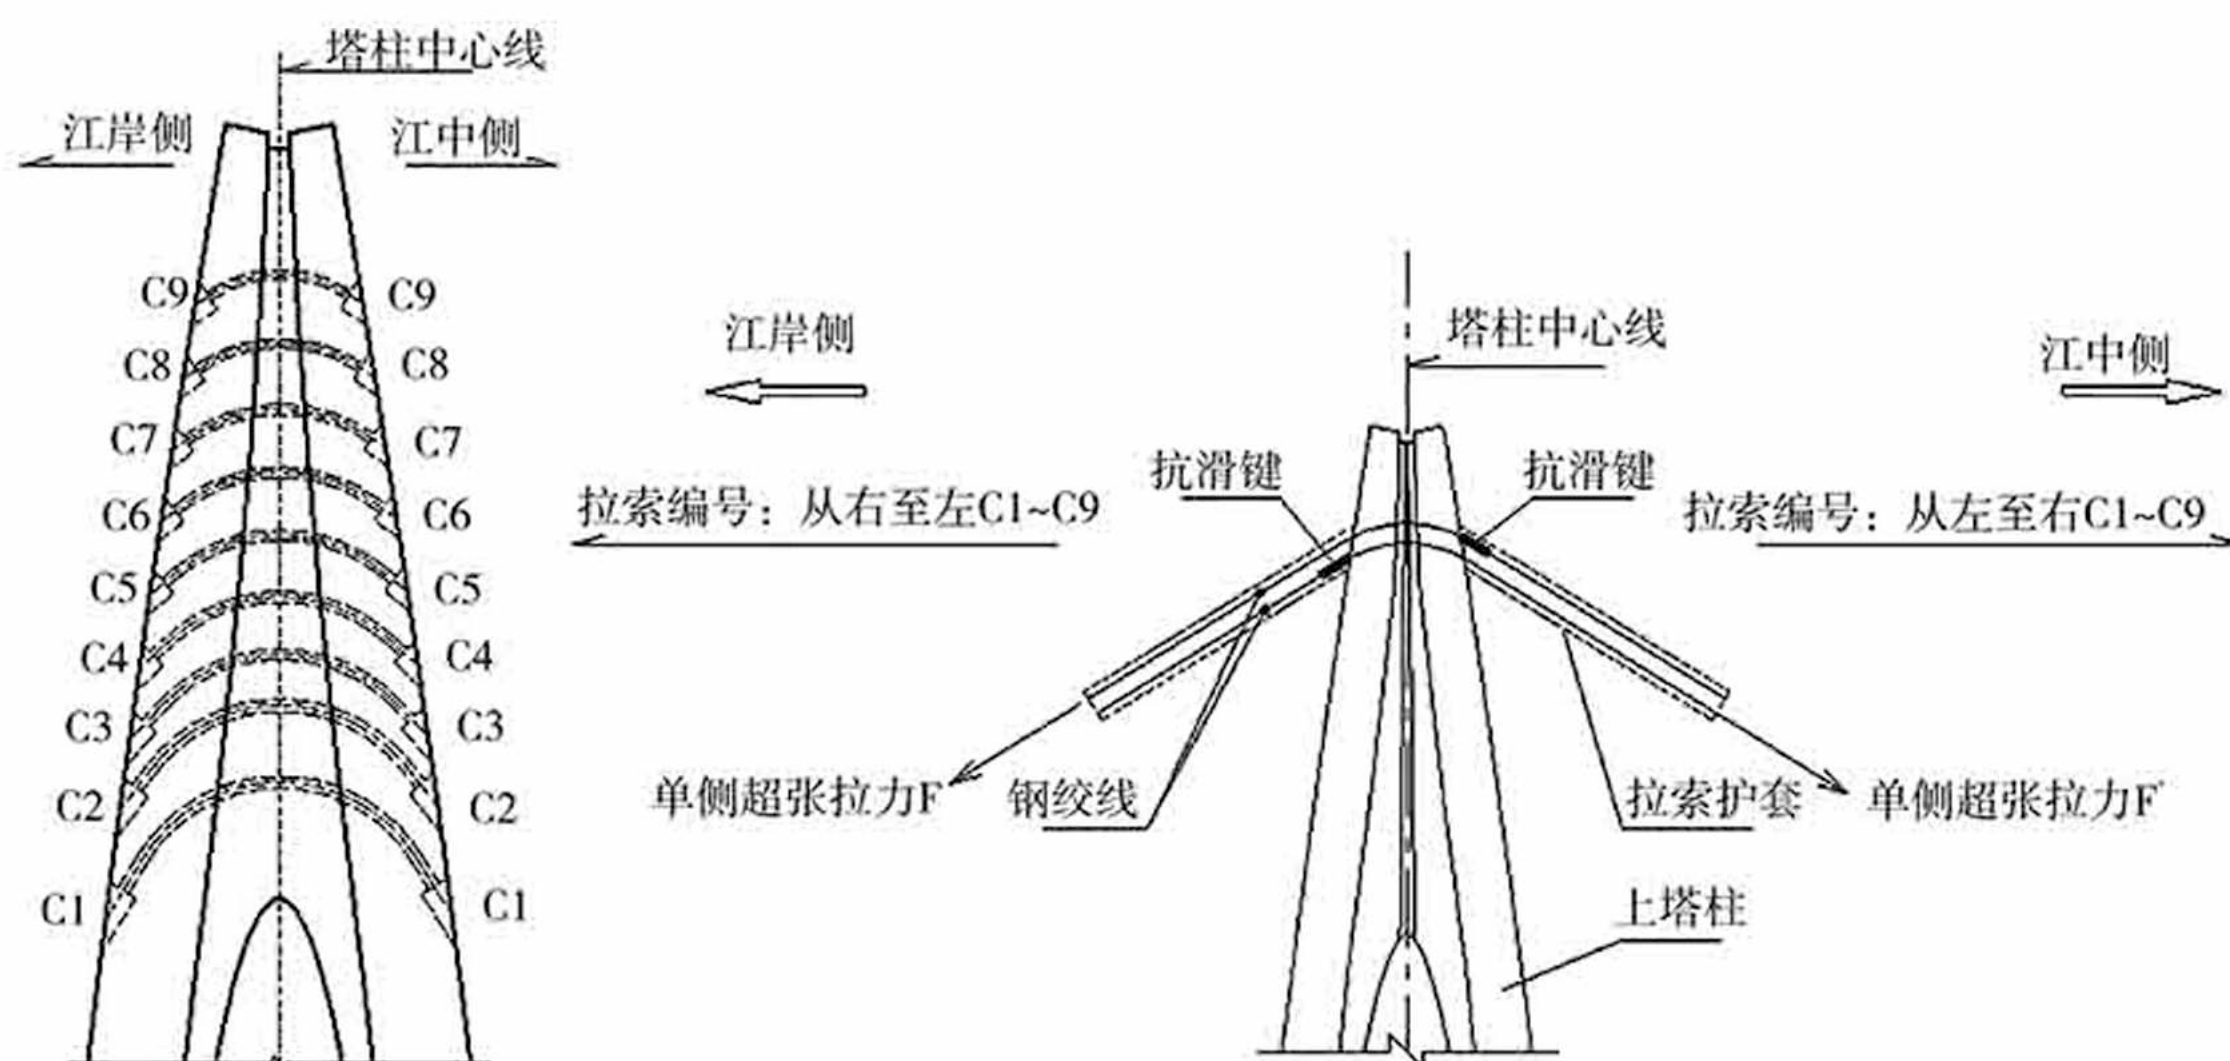 塔柱中心线
江岸侧
江中侧
C9
C9
C8
C8
C7
C7
C6
C6
C5
C5
C4
C4
C3
C3
C2
C2
C1
C1
江岸侧
塔柱中心线
江中侧
抗滑键
抗滑键
拉索编号：从右至左C1~C9
拉索编号：从左至右C1~C9
单侧超张拉力F
钢绞线
拉索护套
单侧超张拉力F
上塔柱